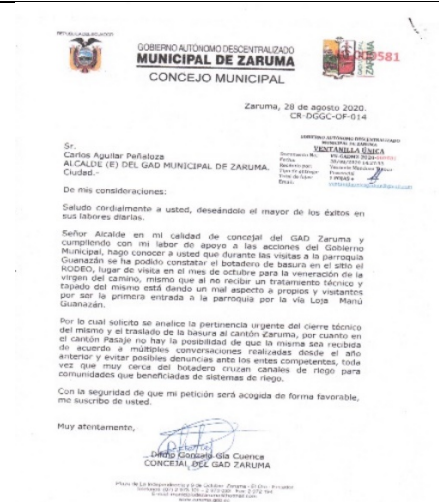 REPÚBLICA DEL ECUADOR
GOBIERNO AUTÓNOMO DESCENTRALIZADO
MUNICIPAL DE ZARUMA
CONCEJO MUNICIPAL
ZARUMA
581
Zaruma, 28 de agosto 2020.
CR-DGGC-OF-014
GOBIERNO AUTÓNOMO DESCENTRALIZADO
MUNICIPAL DE ZARUMA
VENTANILLA ÚNICA
Sr.
Carlos Aguilar Peñaloza
ALCALDE (E) DEL GAD MUNICIPAL DE ZARUMA.
Ciudad.-
De mis consideraciones:
Saludo cordialmente a usted, deseándole el mayor de los éxitos en
sus labores diarias.
Señor Alcalde en mi calidad de concejal del GAD Zaruma y
cumpliendo con mi labor de apoyo a las acciones del Gobierno
Municipal, hago conocer a usted que durante las visitas a la parroquia
Guanazán se ha podido constatar el botadero de basura en el sitio el
RODEO, lugar de visita en el mes de octubre para la veneración de la
virgen del camino, mismo que al no recibir un tratamiento técnico y
tapado del mismo está dando un mal aspecto a propios y visitantes
por ser la primera entrada a la parroquia por la vía Loja Manú
Guanazán.
Por lo cual solicito se analice la pertinencia urgente del cierre técnico
del mismo y el traslado de la basura al cantón Zaruma, por cuanto en
el cantón Pasaje no hay la posibilidad de que la misma sea recibida
de acuerdo a múltiples conversaciones realizadas desde el año
anterior y evitar posibles denuncias ante los entes competentes, toda
vez que muy cerca del botadero cruzan canales de riego para
comunidades que beneficiadas de sistemas de riego.
Con la seguridad de que mi petición será acogida de forma favorable,
me suscribo de usted.
Muy atentamente,
Gonzalo Gia Cuenca
CONCEJAL DEL GAD ZARUMA